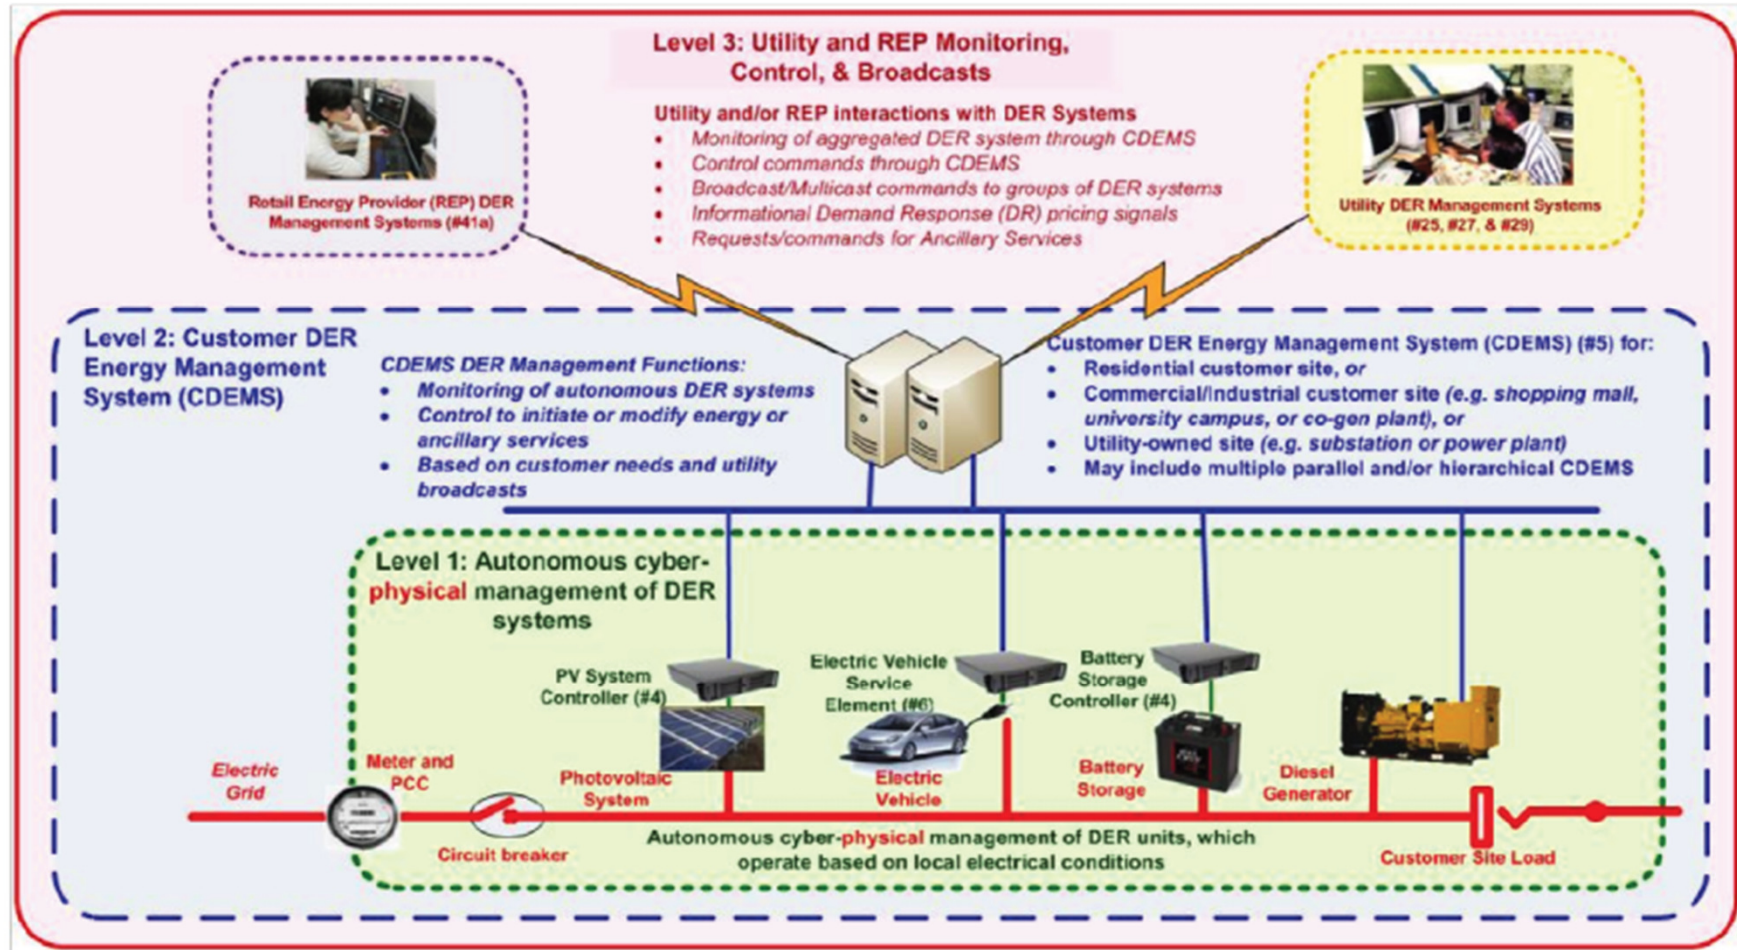 Level 3: Utility and REP Monitoring,
Control, & Broadcasts
Utility and/or REP interactions with DER Systems
• Monitoring of aggregated DER system through CDEMS
• Control commands through CDEMS
• Broadcast/Multicast commands to groups of DER systems
• Informational Demand Response (DR) pricing signals
• Requests/commands for Ancillary Services
Retail Energy Provider (REP) DER
Management Systems (#41a)
Utility DER Management Systems
(#25, #27, & #29)
Level 2: Customer DER
Energy Management
System (CDEMS)
CDEMS DER Management Functions:
• Monitoring of autonomous DER systems
• Control to initiate or modify energy or
ancillary services
• Based on customer needs and utility
broadcasts
Customer DER Energy Management System (CDEMS) (#5) for:
• Residential customer site, or
• Commercial/industrial customer site (e.g. shopping mall,
university campus, or co-gen plant), or
• Utility-owned site (e.g. substation or power plant)
• May include multiple parallel and/or hierarchical CDEMS
Level 1: Autonomous cyber-
physical management of DER
systems
PV System
Controller (#4)
Electric Vehicle
Service
Element (#6)
Battery
Storage
Controller (#4)
Electric
Grid
Meter and
PCC
Circuit breaker
Photovoltaic
System
Electric
Vehicle
Battery
Storage
Diesel
Generator
Customer Site Load
Autonomous cyber-physical management of DER units, which
operate based on local electrical conditions